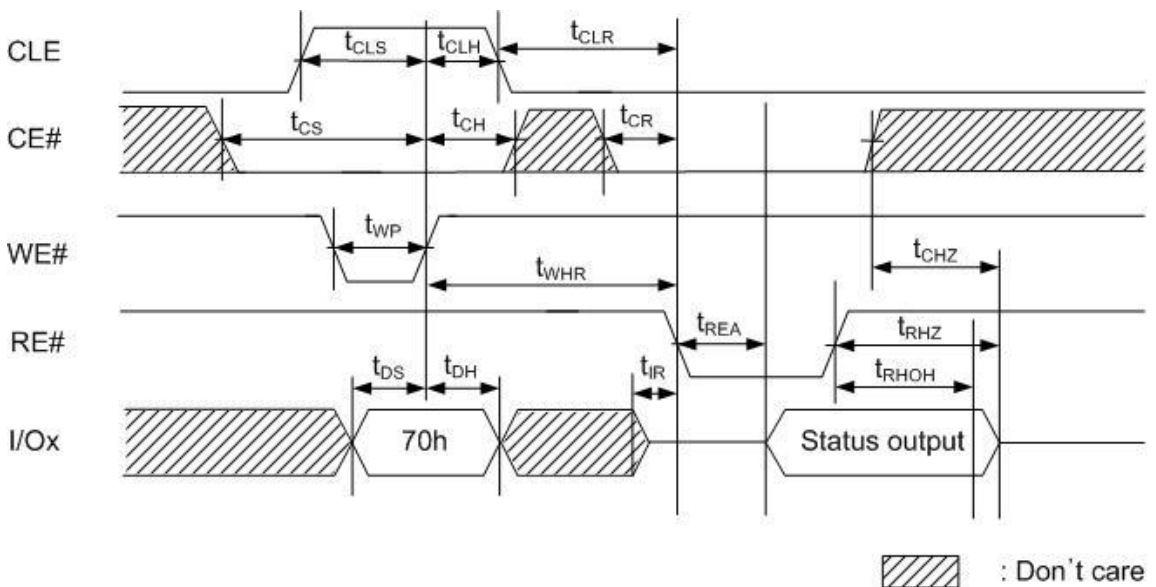 CLE
tCLS
tCLH
tCLR
CE#
tCS
tCH
tCR
WE#
tWP
tCHZ
tWHR
RE#
tREA
tRHZ
tDS
tDH
tIR
tRHOH
I/Ox
70h
Status output
: Don`t care